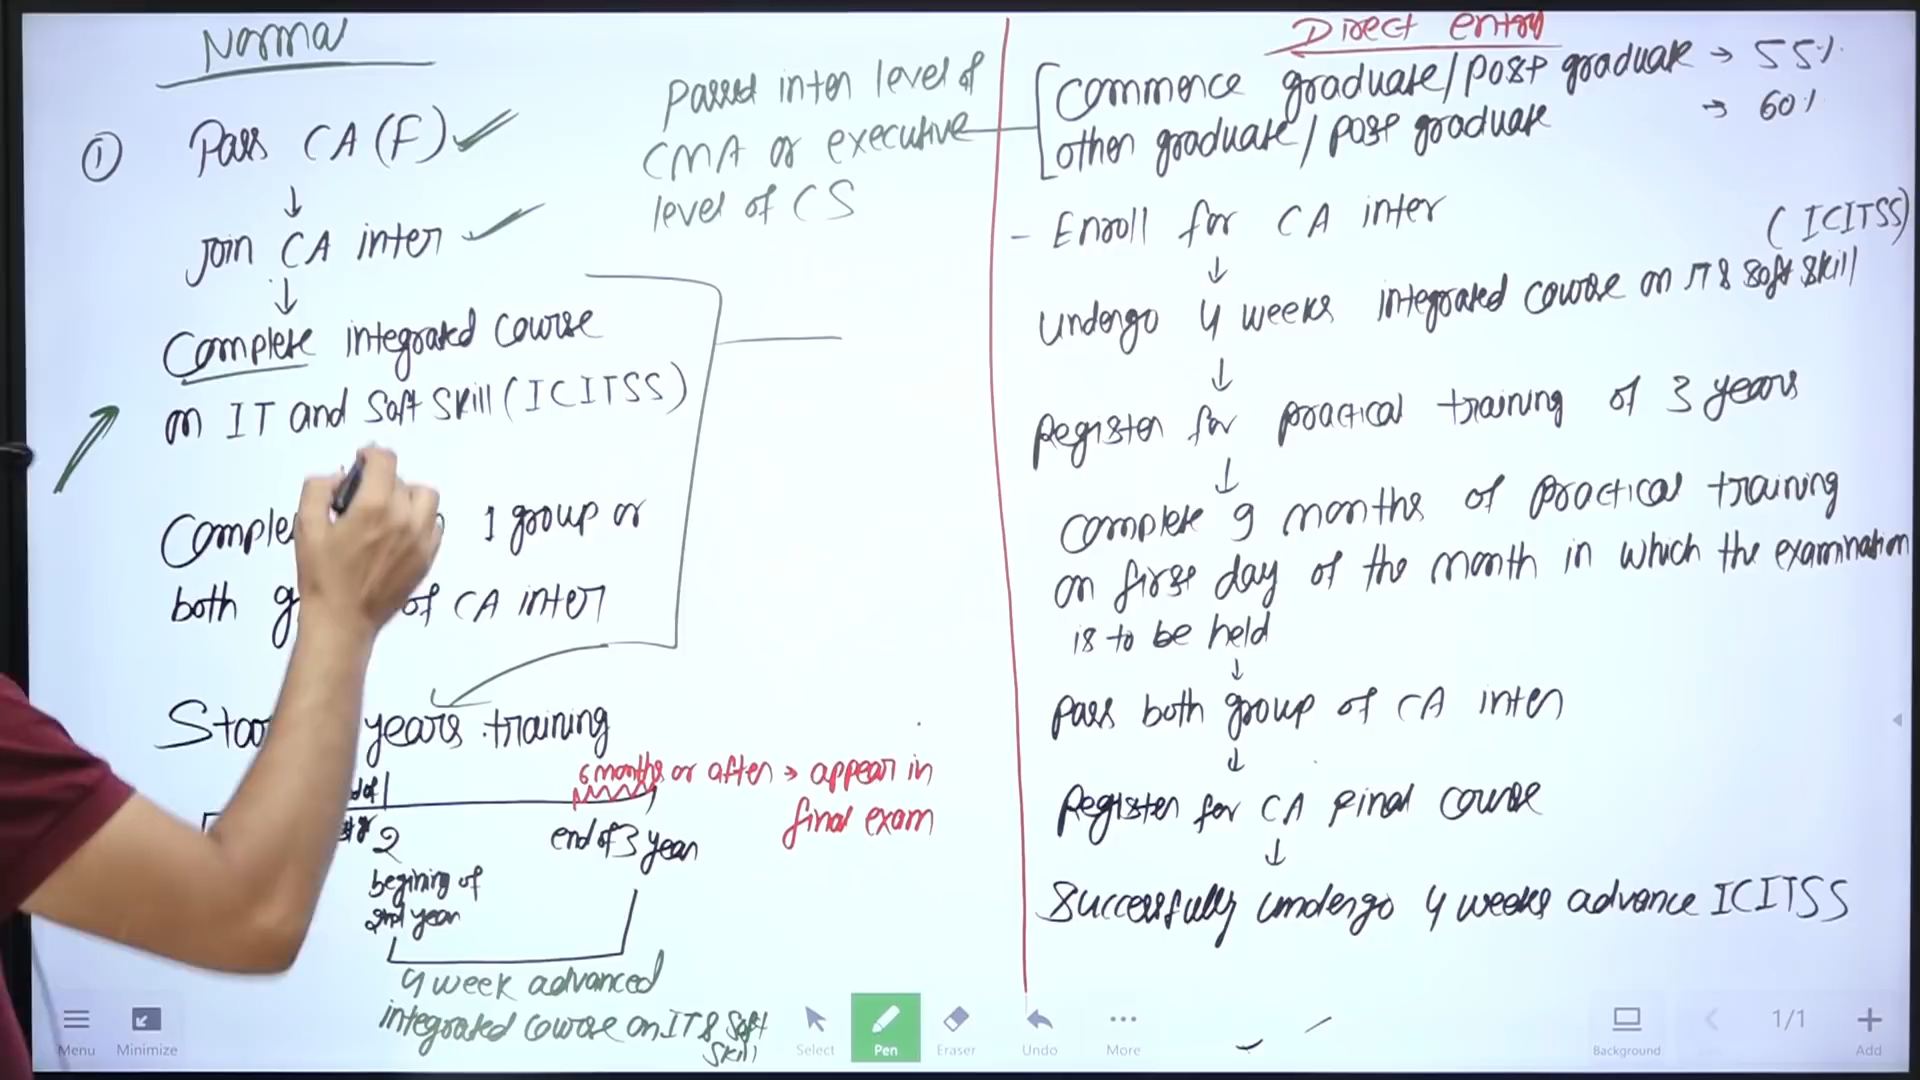 Normal
① Pass CA (F)
↓
Join CA inter
↓
Complete integrated course
on IT and Soft Skill (ICITSS)
1 group or
both of CA inter
years training
6 months or after → appear in
final exam
2
end of 3 year
begining of
2nd year
4 week advanced
integrated course on IT & Soft
Skill
Passed inter level of
CMA or executive
level of CS
Direct entry
Commerce graduate/post graduate → 55%
other graduate/post graduate → 60%
- Enroll for CA inter
(ICITSS)
↓
Undergo 4 weeks integrated course on IT & Soft Skill
↓
Register for practical training of 3 years
↓
Complete 9 months of practical training
on first day of the month in which the examination
is to be held
↓
Pass both group of CA inter
↓
Register for CA final course
↓
Successfully undergo 4 weeks advance ICITSS
Menu
Minimize
Select
Pen
Eraser
Undo
More
Background
1/1
Add